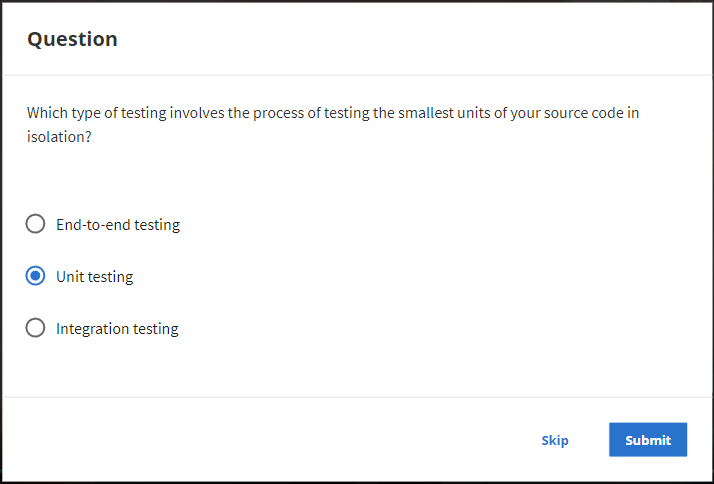 Question
Which type of testing involves the process of testing the smallest units of your source code in
isolation?
End-to-end testing
Unit testing
Integration testing
Skip
Submit